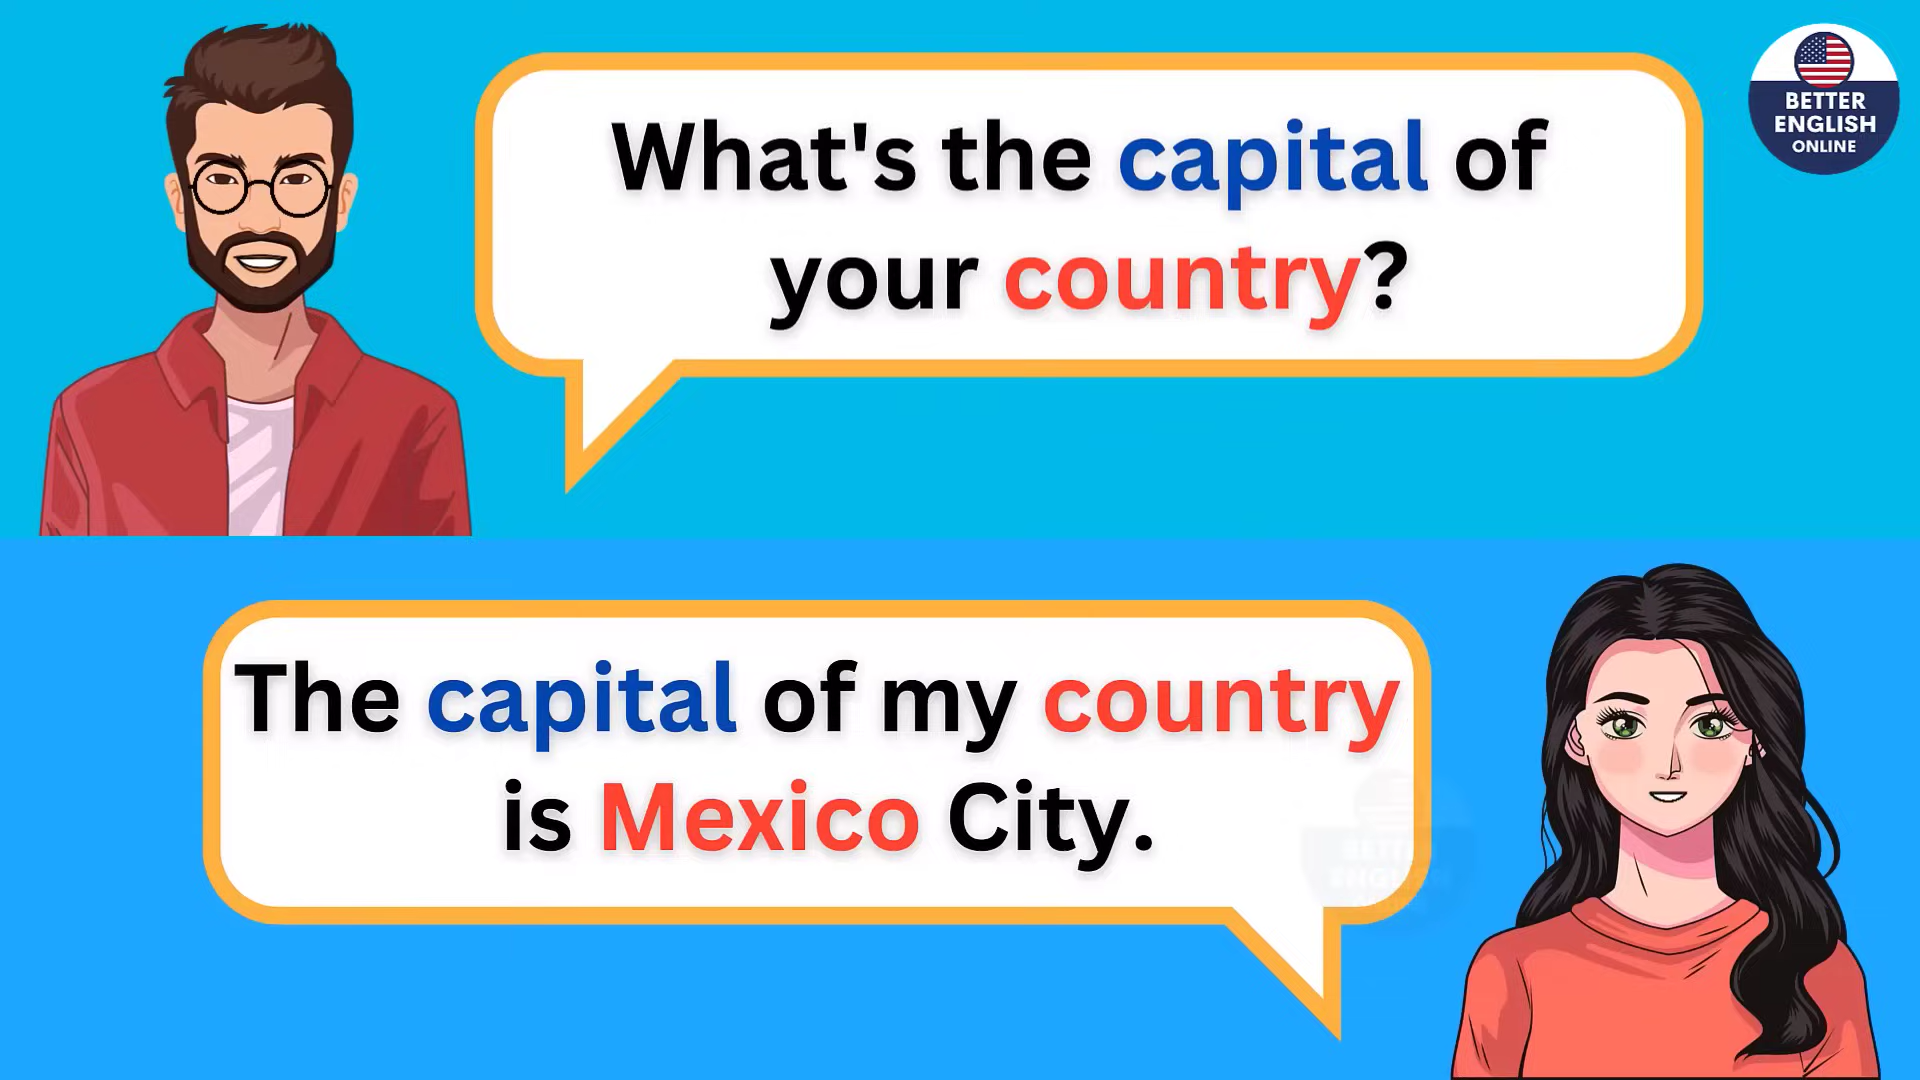 What's the capital of
your country?
BETTER
ENGLISH
ONLINE
The capital of my country
is Mexico City.